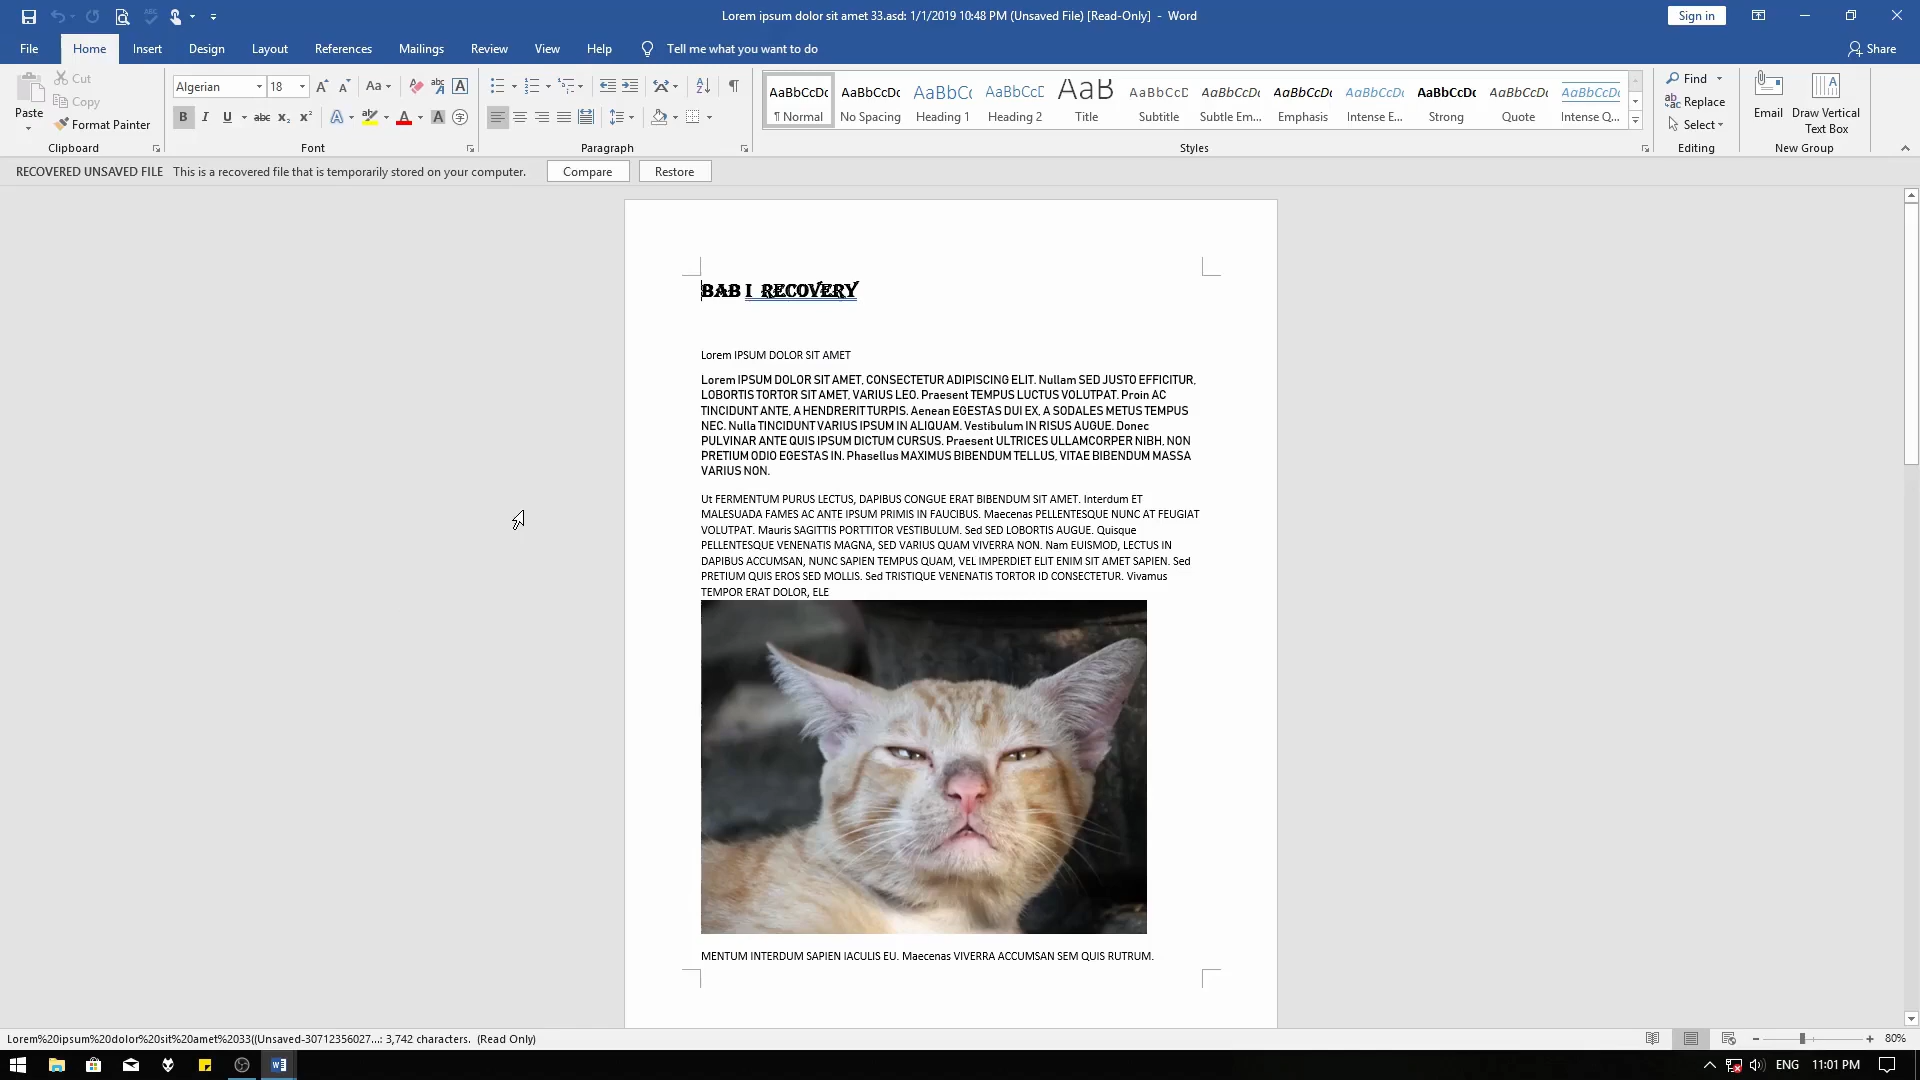 Lorem ipsum dolor sit amet 33.asd: 1/1/2019 10:48 PM (Unsaved File) [Read-Only] - Word
Sign in
File Home Insert Design Layout References Mailings Review View Help Tell me what you want to do Share
Paste
Cut
Copy
Format Painter
Clipboard
Algerian 18
Font
Paragraph
AaBbCcDc AaBbCcDc AaBbCc AaBbCcD AaB AaBbCcD AaBbCcDc AaBbCcDc AaBbCcDc AaBbCcDc AaBbCcDc AaBbCcDc
¶ Normal No Spacing Heading 1 Heading 2 Title Subtitle Subtle Em... Emphasis Intense E... Strong Quote Intense Q...
Styles
Find
Replace
Select
Editing
Email
Draw Vertical
Text Box
New Group
RECOVERED UNSAVED FILE This is a recovered file that is temporarily stored on your computer. Compare Restore
BAB I RECOVERY
Lorem IPSUM DOLOR SIT AMET
Lorem IPSUM DOLOR SIT AMET, CONSECTETUR ADIPISCING ELIT. Nullam SED JUSTO EFFICITUR,
LOBORTIS TORTOR SIT AMET, VARIUS LEO. Praesent TEMPUS LUCTUS VOLUTPAT. Proin AC
TINCIDUNT ANTE, A HENDRERIT TURPIS. Aenean EGESTAS DUI EX, A SODALES METUS TEMPUS
NEC. Nulla TINCIDUNT VARIUS IPSUM IN ALIQUAM. Vestibulum IN RISUS AUGUE. Donec
PULVINAR ANTE QUIS IPSUM DICTUM CURSUS. Praesent ULTRICES ULLAMCORPER NIBH, NON
PRETIUM ODIO EGESTAS IN. Phasellus MAXIMUS BIBENDUM TELLUS, VITAE BIBENDUM MASSA
VARIUS NON.
Ut FERMENTUM PURUS LECTUS, DAPIBUS CONGUE ERAT BIBENDUM SIT AMET. Interdum ET
MALESUADA FAMES AC ANTE IPSUM PRIMIS IN FAUCIBUS. Maecenas PELLENTESQUE NUNC AT FEUGIAT
VOLUTPAT. Mauris SAGITTIS PORTTITOR VESTIBULUM. Sed SED LOBORTIS AUGUE. Quisque
PELLENTESQUE VENENATIS MAGNA, SED VARIUS QUAM VIVERRA NON. Nam EUISMOD, LECTUS IN
DAPIBUS ACCUMSAN, NUNC SAPIEN TEMPUS QUAM, VEL IMPERDIET ELIT ENIM SIT AMET SAPIEN. Sed
PRETIUM QUIS EROS SED MOLLIS. Sed TRISTIQUE VENENATIS TORTOR ID CONSECTETUR. Vivamus
TEMPOR ERAT DOLOR, ELE
MENTUM INTERDUM SAPIEN IACULIS EU. Maecenas VIVERRA ACCUMSAN SEM QUIS RUTRUM.
Lorem%20ipsum%20dolor%20sit%20amet%2033((Unsaved-30712356027...: 3,742 characters. (Read Only)
80%
ENG 11:01 PM